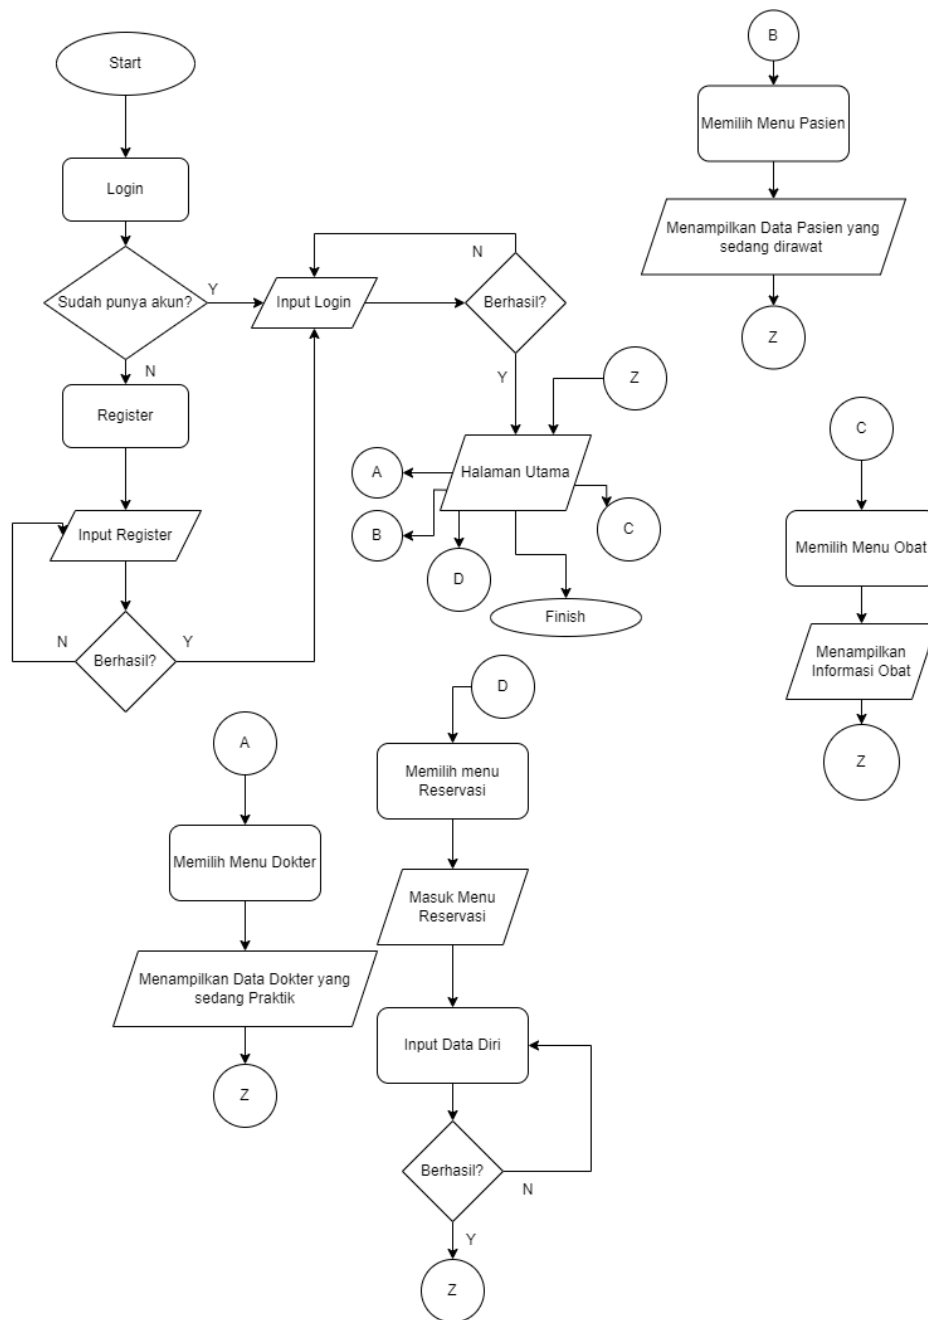 Start
Login
Sudah punya akun?
Y
N
Input Login
N
Berhasil?
Y
Z
Register
Input Register
N
Berhasil?
Y
Halaman Utama
A
B
D
C
Finish
B
Memilih Menu Pasien
Menampilkan Data Pasien yang
sedang dirawat
Z
C
Memilih Menu Obat
Menampilkan
Informasi Obat
Z
A
Memilih Menu Dokter
Menampilkan Data Dokter yang
sedang Praktik
Z
D
Memilih menu
Reservasi
Masuk Menu
Reservasi
Input Data Diri
Berhasil?
N
Y
Z